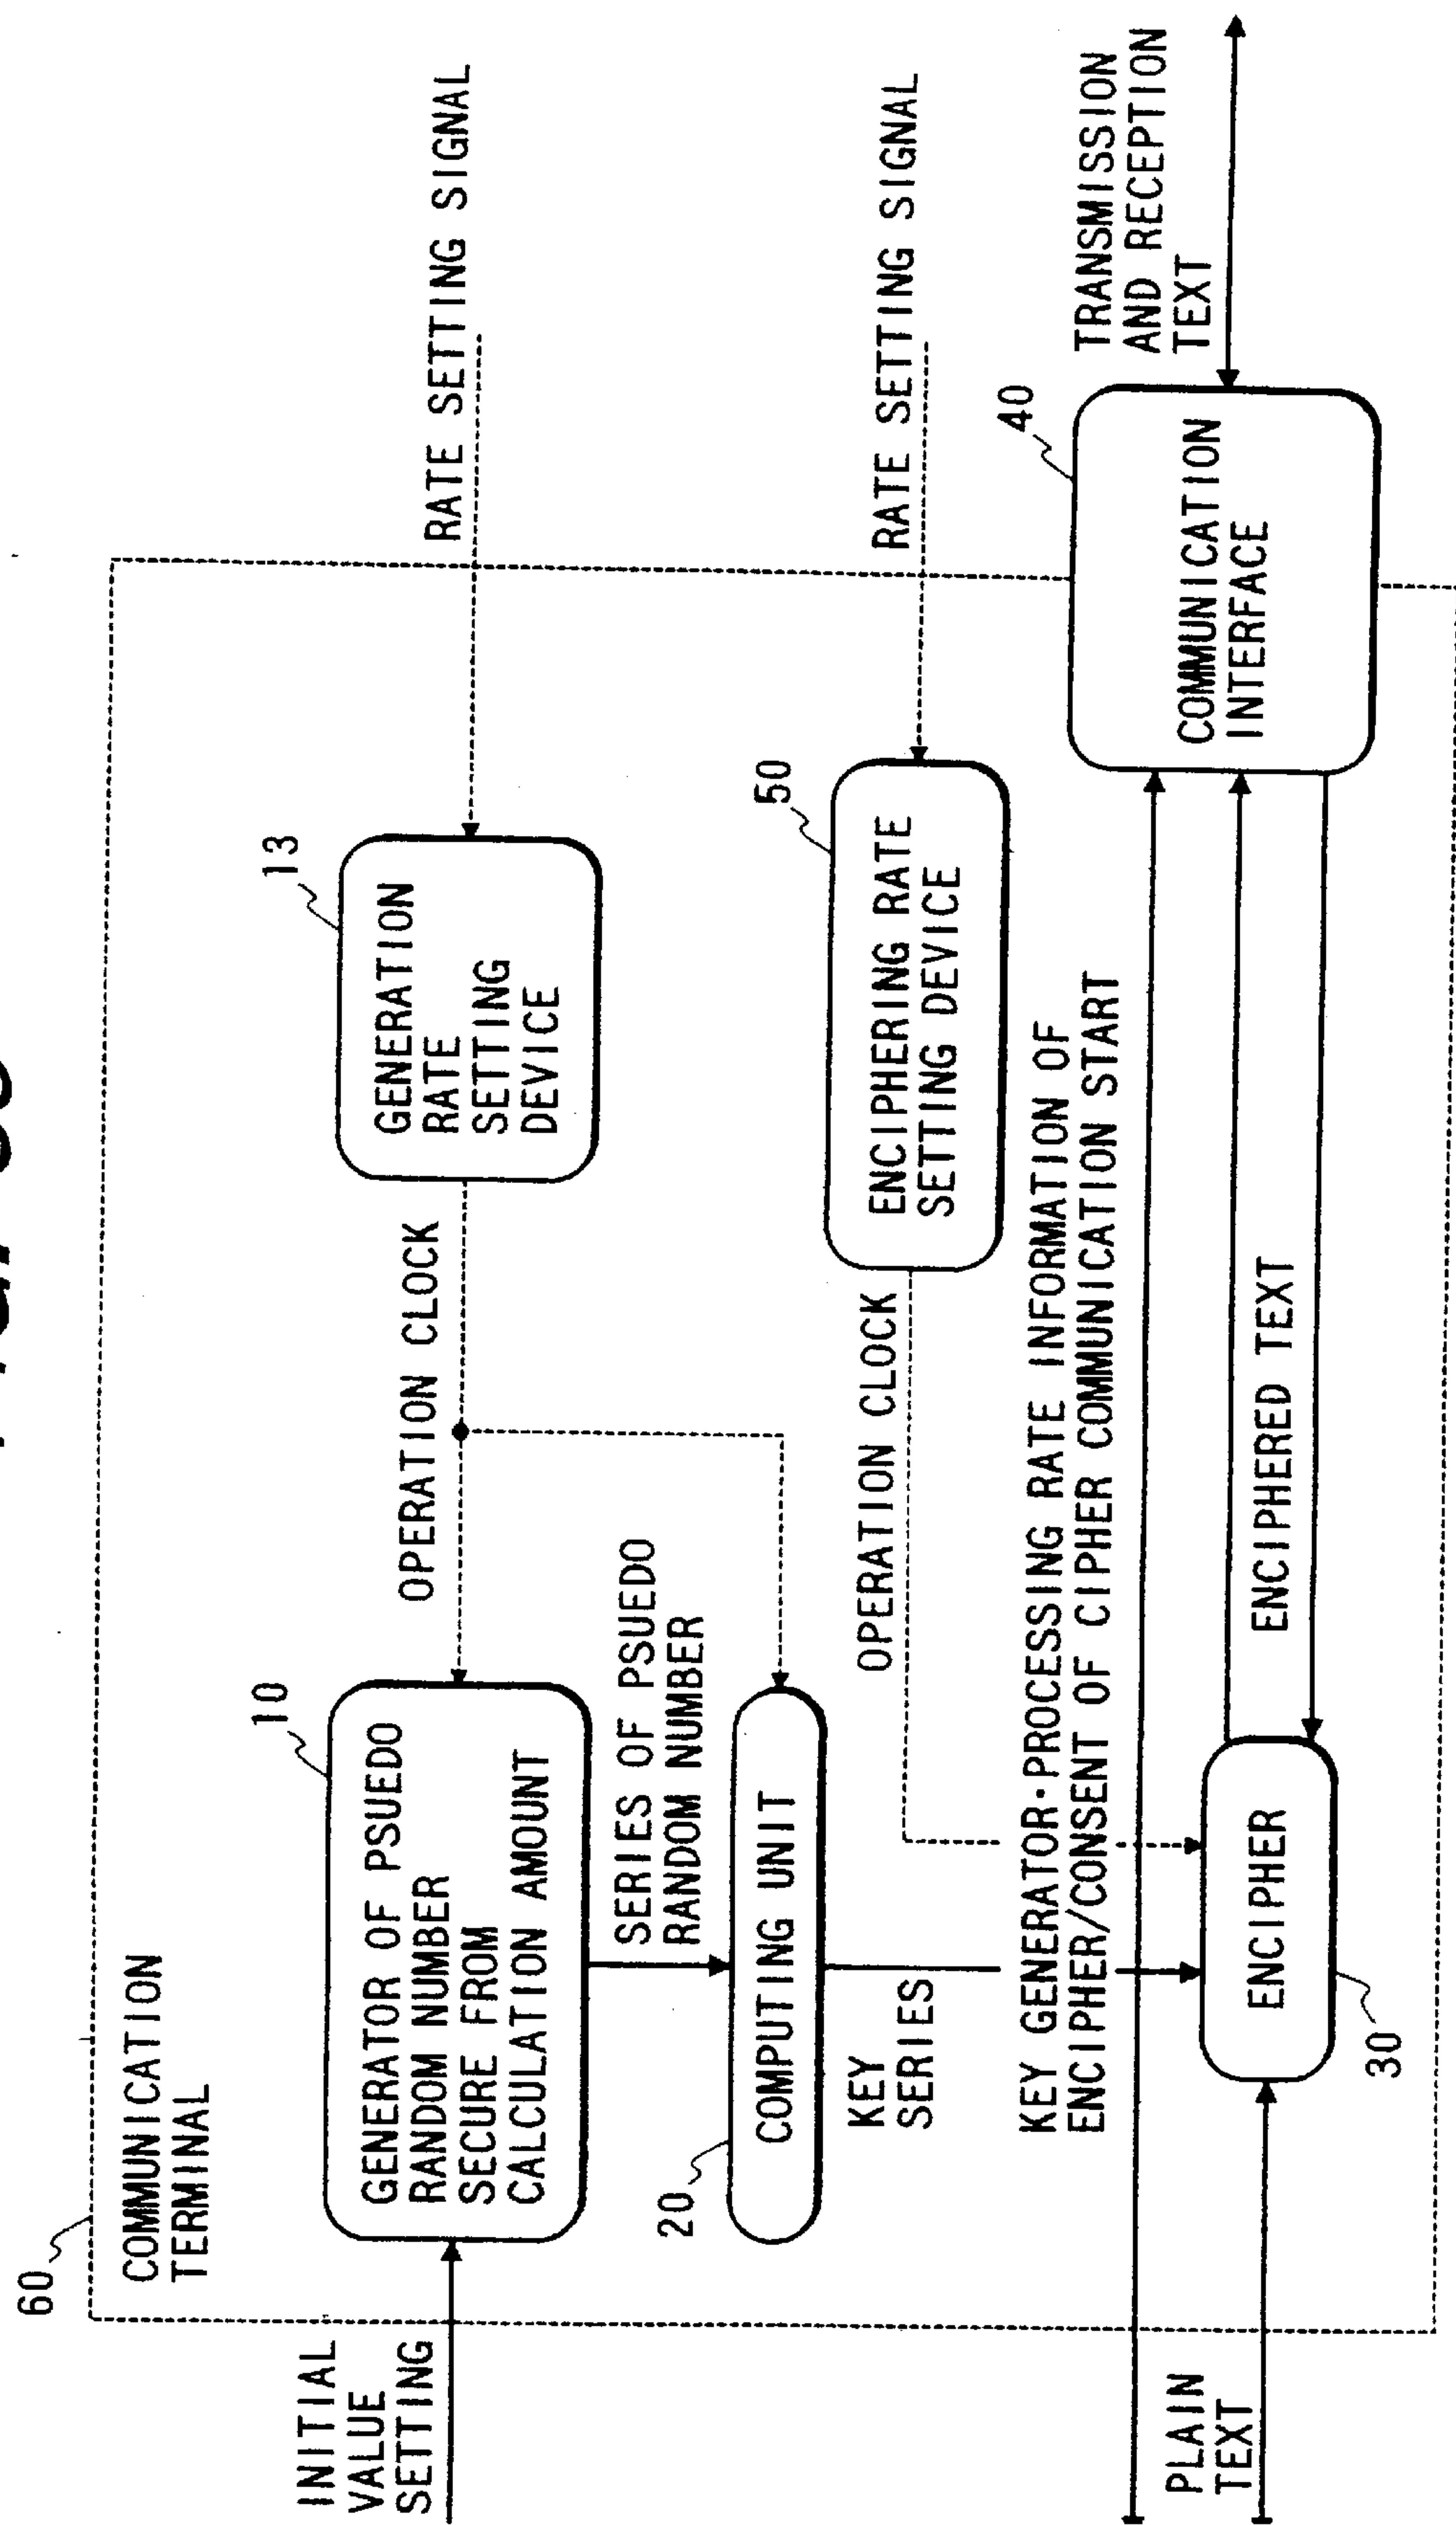 60
COMMUNICATION
TERMINAL
INITIAL
VALUE
SETTING
10
GENERATOR OF PSUEDO
RANDOM NUMBER
SECURE FROM
CALCULATION AMOUNT
OPERATION CLOCK
13
GENERATION
RATE
SETTING
DEVICE
RATE SETTING SIGNAL
SERIES OF PSUEDO
RANDOM NUMBER
20
COMPUTING UNIT
KEY
SERIES
OPERATION CLOCK
50
ENCIPHERING RATE
SETTING DEVICE
RATE SETTING SIGNAL
KEY GENERATOR·PROCESSING RATE INFORMATION OF
ENCIPHER/CONSENT OF CIPHER COMMUNICATION START
PLAIN
TEXT
ENCIPHER
30
ENCIPHERED TEXT
40
COMMUNICATION
INTERFACE
TRANSMISSION
AND RECEPTION
TEXT